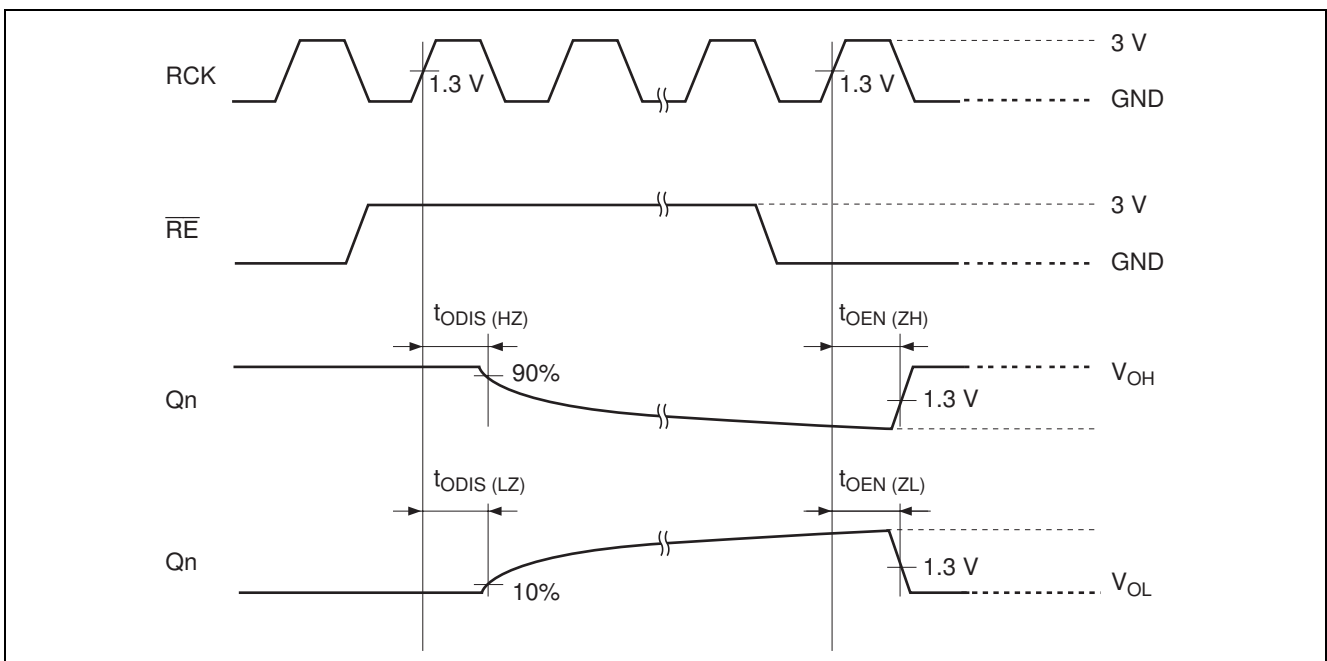 RCK
1.3 V
1.3 V
3 V
GND
RE
3 V
GND
tODIS (HZ)
tOEN (ZH)
Qn
90%
1.3 V
VOH
tODIS (LZ)
tOEN (ZL)
Qn
10%
1.3 V
VOL